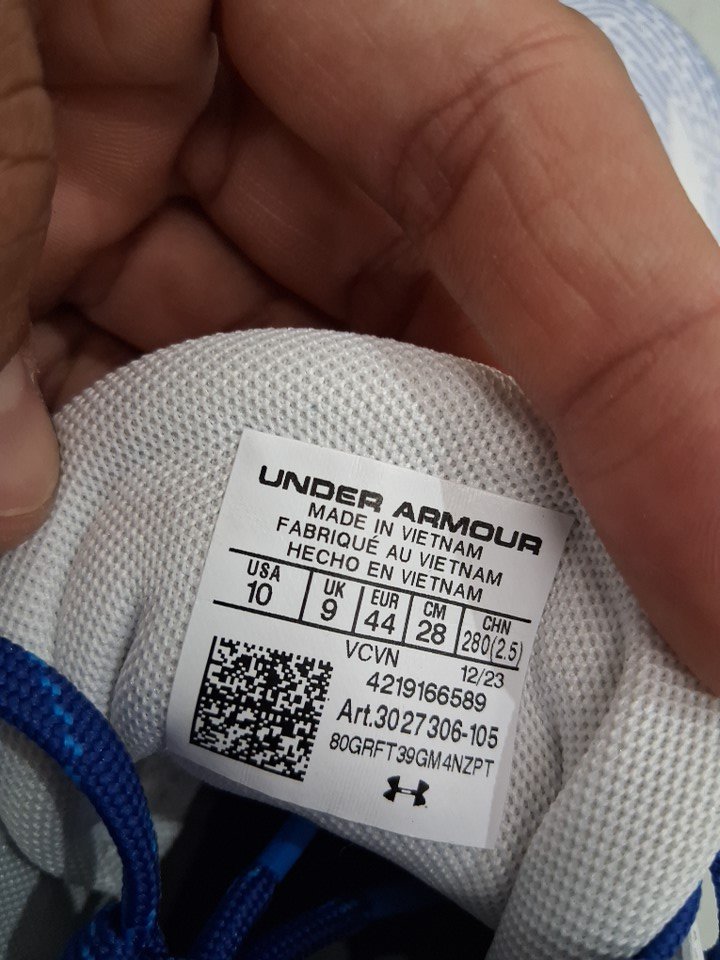 UNDER ARMOUR
MADE IN VIETNAM
FABRIQUÉ AU VIETNAM
HECHO EN VIETNAM
USA UK EUR CM CHN
10 9 44 28 280(2.5)
VCVN 12/23
4219166589
Art.3027306-105
80GRFT39GM4NZPT